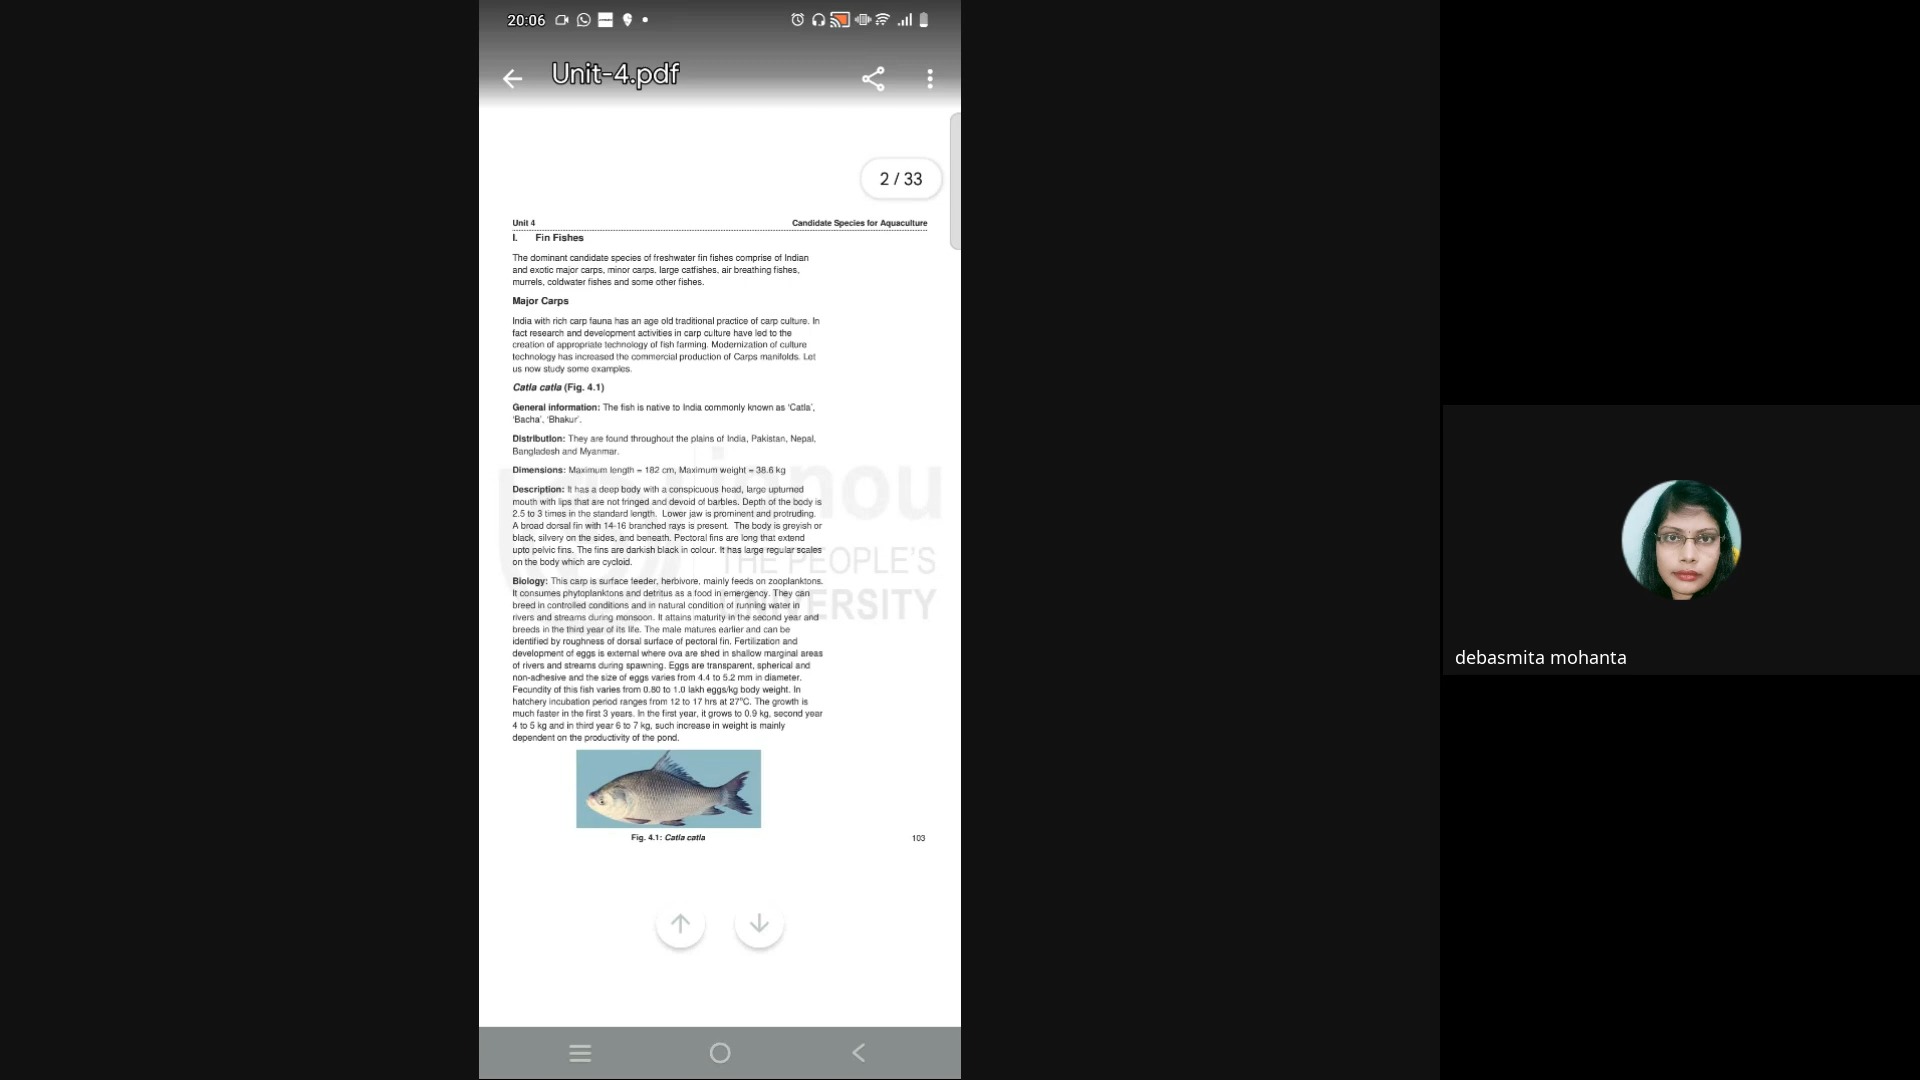 20:06
Unit-4.pdf
2 / 33
Unit 4
Candidate Species for Aquaculture
I. Fin Fishes
The dominant candidate species of freshwater fin fishes comprise of Indian
and exotic major carps, minor carps, large catfishes, air breathing fishes,
murrels, coldwater fishes and some other fishes.
Major Carps
India with rich carp fauna has an age old traditional practice of carp culture. In
fact research and development activities in carp culture have led to the
creation of appropriate technology of fish farming. Modernization of culture
technology has increased the commercial production of Carps manifolds. Let
us now study some examples.
Catla catla (Fig. 4.1)
General information: The fish is native to India commonly known as 'Catla',
'Bacha', 'Bhakur'.
Distribution: They are found throughout the plains of India, Pakistan, Nepal,
Bangladesh and Myanmar.
Dimensions: Maximum length = 182 cm, Maximum weight = 38.6 kg
Description: It has a deep body with a conspicuous head, large upturned
mouth with lips that are not fringed and devoid of barbles. Depth of the body is
2.5 to 3 times in the standard length. Lower jaw is prominent and protruding.
A broad dorsal fin with 14-16 branched rays is present. The body is greyish or
black, silvery on the sides, and beneath. Pectoral fins are long that extend
upto pelvic fins. The fins are darkish black in colour. It has large regular scales
on the body which are cycloid.
Biology: This carp is surface feeder, herbivore, mainly feeds on zooplanktons.
It consumes phytoplanktons and detritus as a food in emergency. They can
breed in controlled conditions and in natural condition of running water in
rivers and streams during monsoon. It attains maturity in the second year and
breeds in the third year of its life. The male matures earlier and can be
identified by roughness of dorsal surface of pectoral fin. Fertilization and
development of eggs is external where ova are shed in shallow marginal areas
of rivers and streams during spawning. Eggs are transparent, spherical and
non-adhesive and the size of eggs varies from 4.4 to 5.2 mm in diameter.
Fecundity of this fish varies from 0.80 to 1.0 lakh eggs/kg body weight. In
hatchery incubation period ranges from 12 to 17 hrs at 27°C. The growth is
much faster in the first 3 years. In the first year, it grows to 0.9 kg, second year
4 to 5 kg and in third year 6 to 7 kg, such increase in weight is mainly
dependent on the productivity of the pond.
ignou
THE PEOPLE'S
UNIVERSITY
Fig. 4.1: Catla catla
103
debasmita mohanta